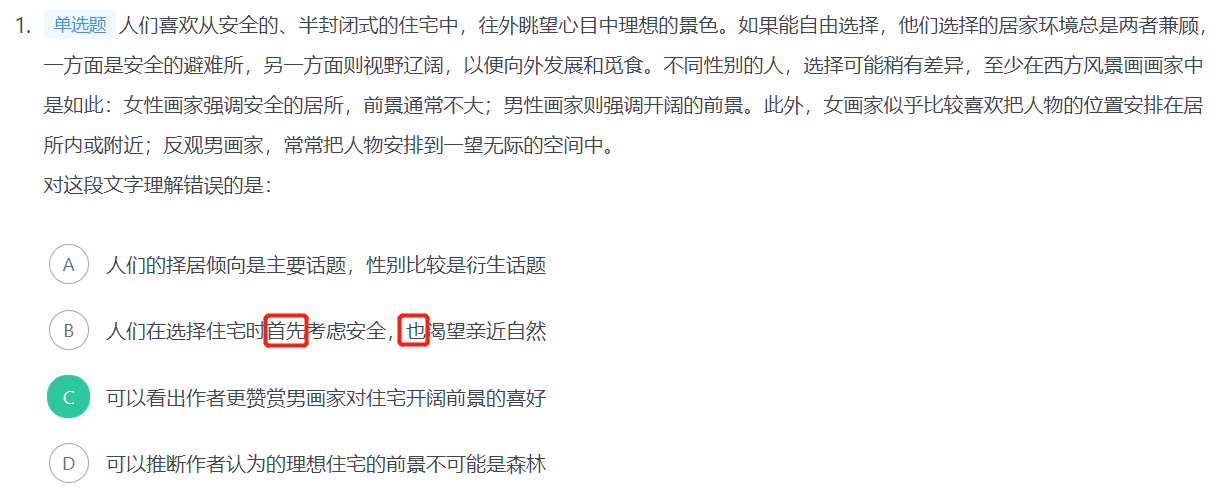 1. 单选题 人们喜欢从安全的、半封闭式的住宅中，往外眺望心目中理想的景色。如果能自由选择，他们选择的居家环境总是两者兼顾，
一方面是安全的避难所，另一方面则视野辽阔，以便向外发展和觅食。不同性别的人，选择可能稍有差异，至少在西方风景画画家中
是如此：女性画家强调安全的居所，前景通常不大；男性画家则强调开阔的前景。此外，女画家似乎比较喜欢把人物的位置安排在居
所内或附近；反观男画家，常常把人物安排到一望无际的空间中。
对这段文字理解错误的是：
A 人们的择居倾向是主要话题，性别比较是衍生话题
B 人们在选择住宅时首先考虑安全，也渴望亲近自然
C 可以看出作者更赞赏男画家对住宅开阔前景的喜好
D 可以推断作者认为的理想住宅的前景不可能是森林